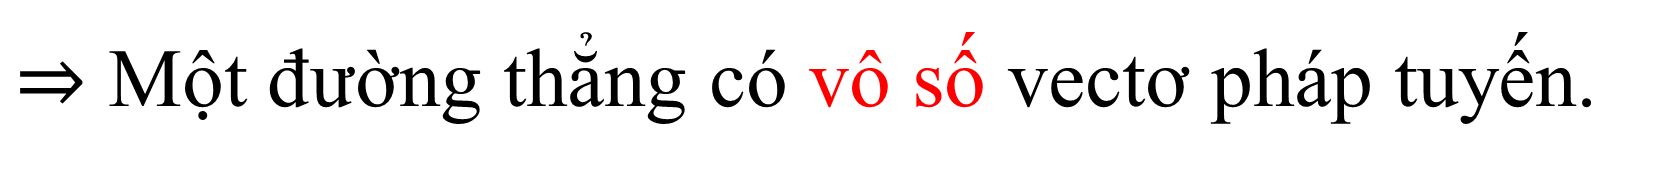 ⇒ Một đường thẳng có vô số vectơ pháp tuyến.